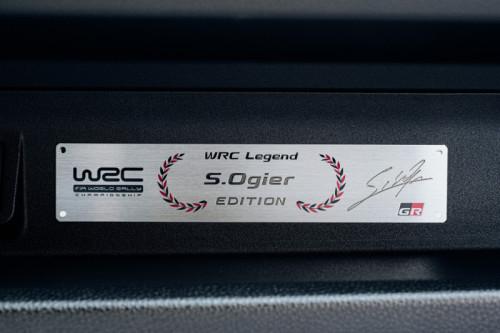 WRC
FIA WORLD RALLY
CHAMPIONSHIP
WRC Legend
S.Ogier
EDITION
GR